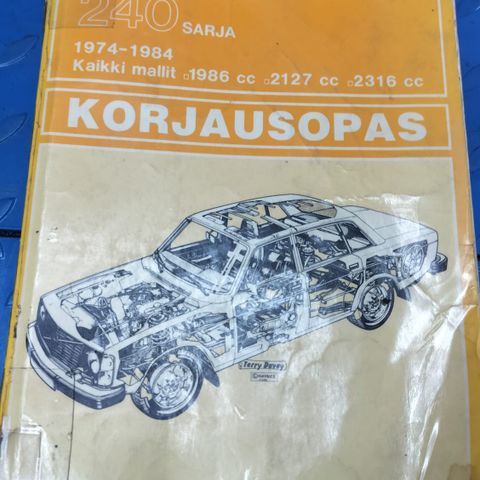 240 SARJA
1974-1984
Kaikki mallit □1986 cc □2127 cc □2316 cc
KORJAUSOPAS
Terry Davey